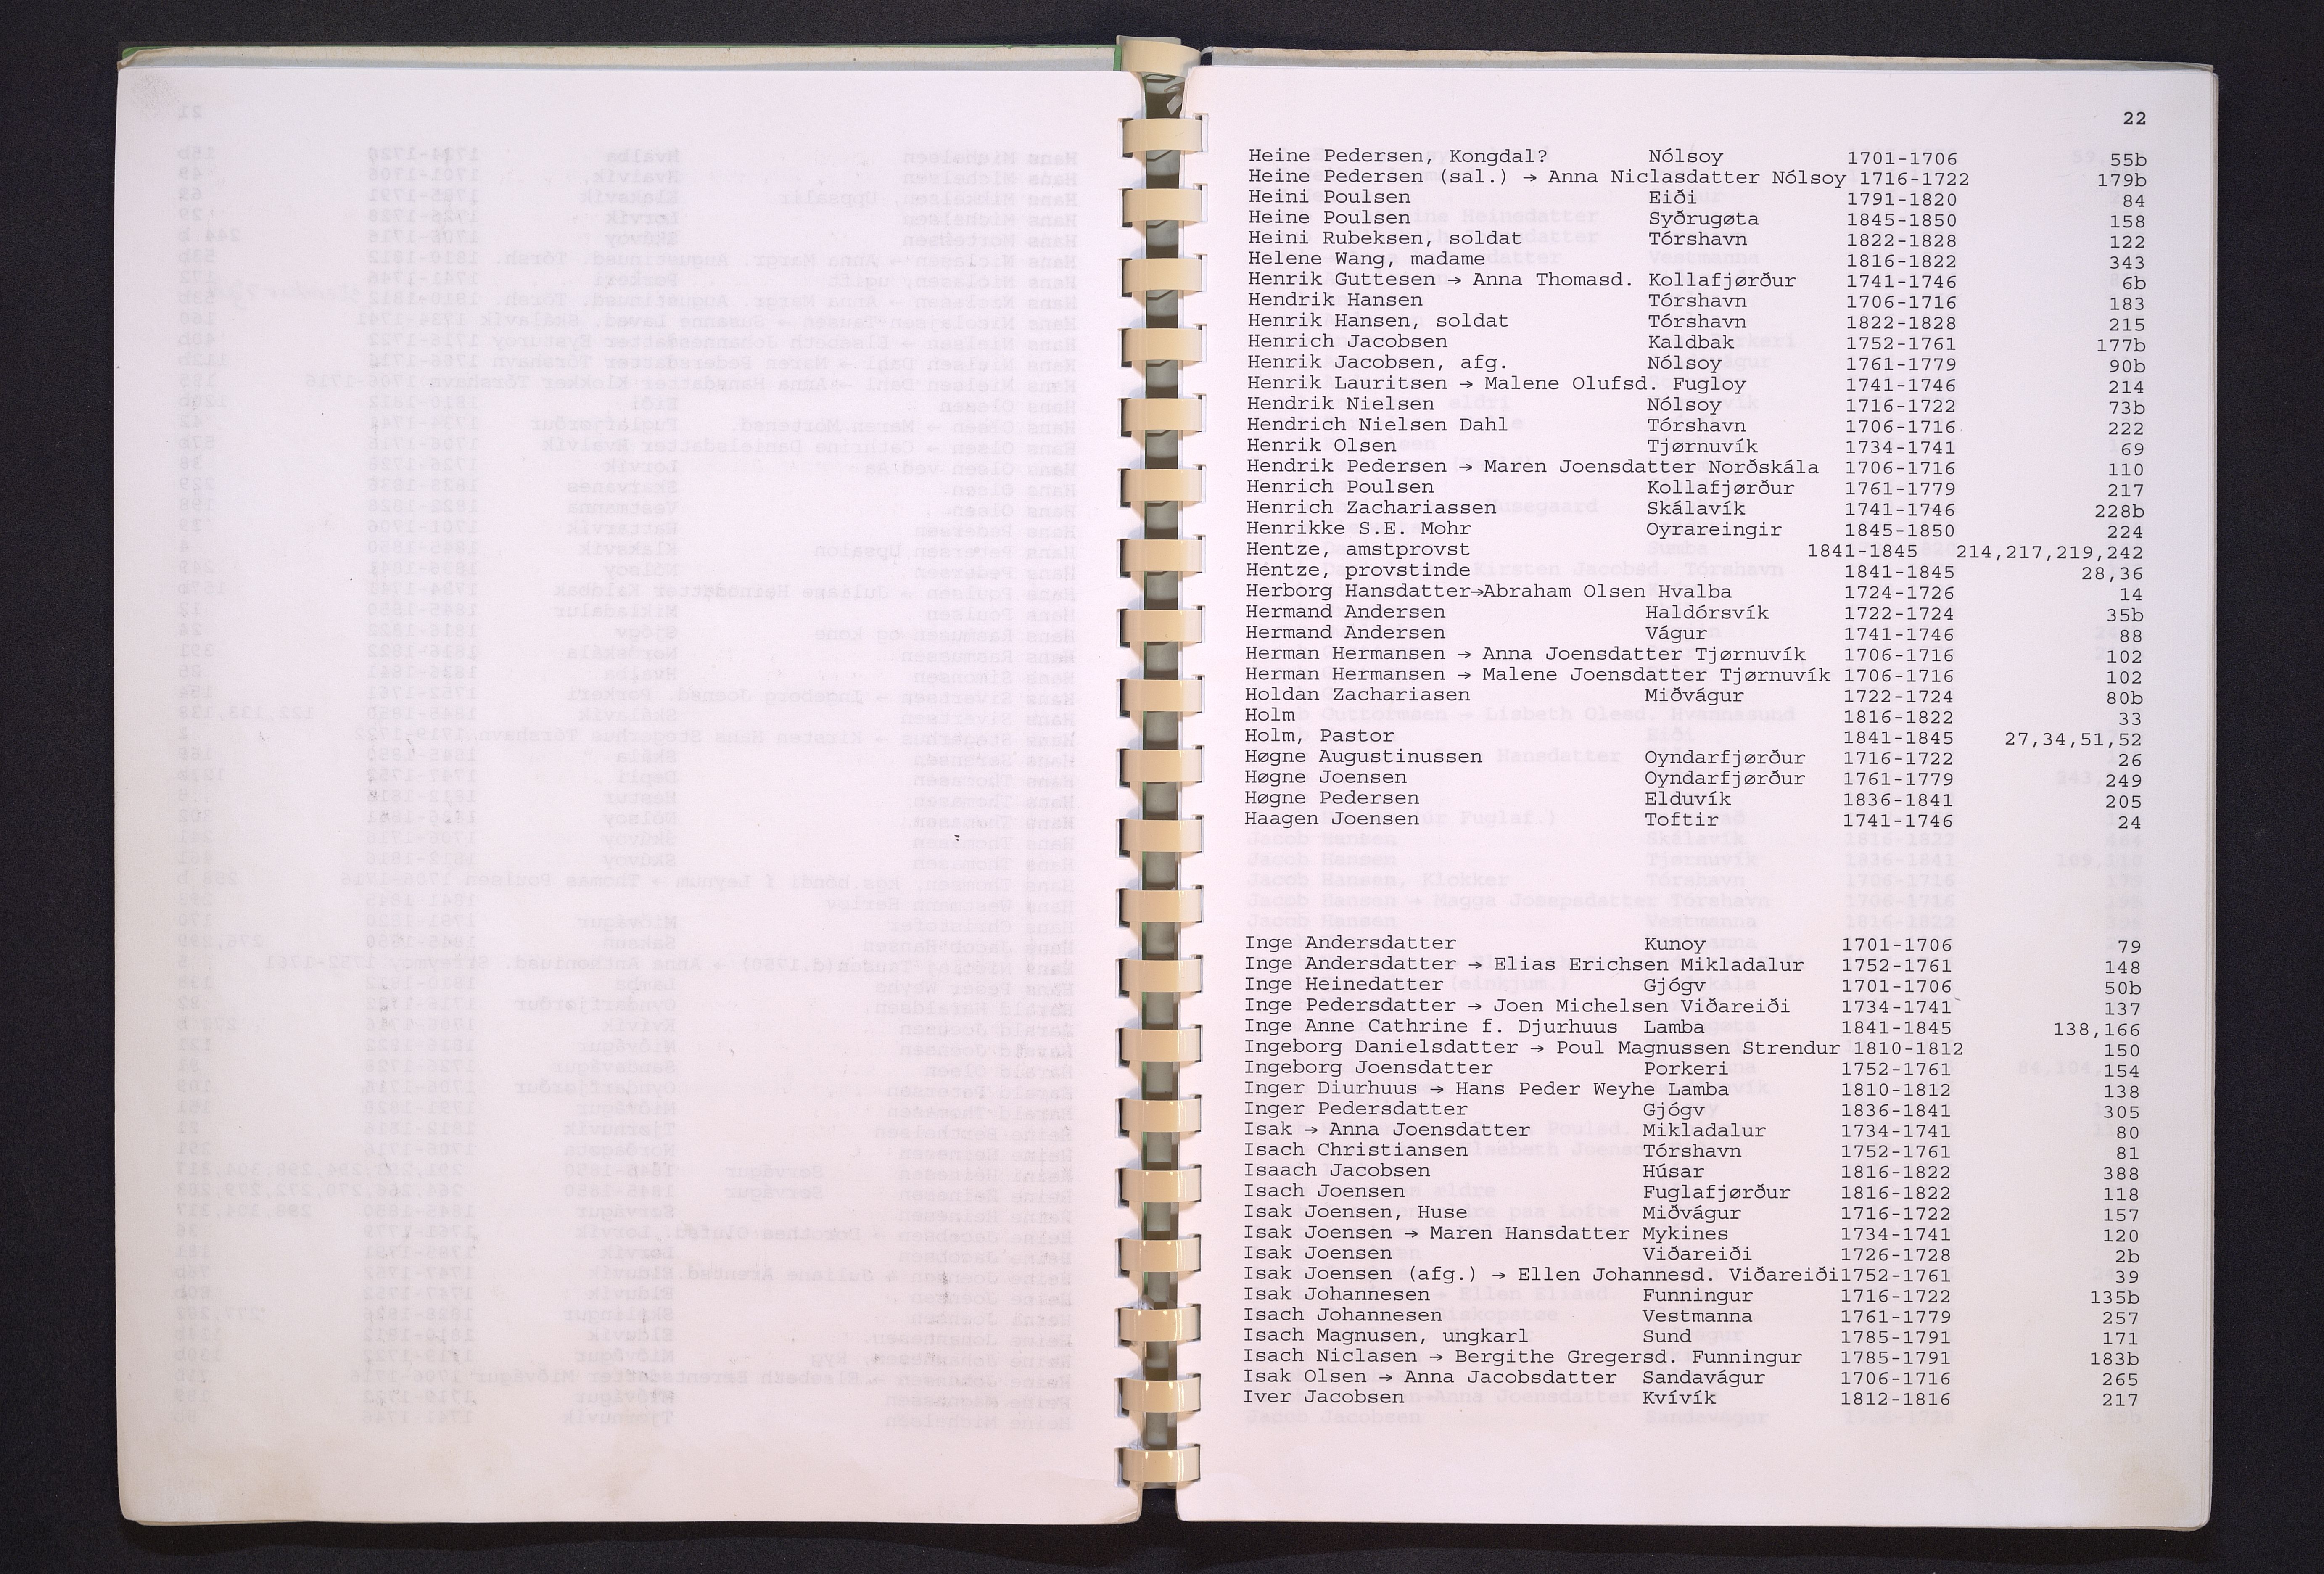 22
Heine Pedersen, Kongdal? Nólsoy 1701-1706 55b
Heine Pedersen (sal.) → Anna Niclasdatter Nólsoy 1716-1722 179b
Heini Poulsen Eiði 1791-1820 84
Heine Poulsen Syðrugøta 1845-1850 158
Heini Rubeksen, soldat Tórshavn 1822-1828 122
Helene Wang, madame 1816-1822 343
Henrik Guttesen → Anna Thomasd. Kollafjørður 1741-1746 6b
Hendrik Hansen Tórshavn 1706-1716 183
Henrik Hansen, soldat Tórshavn 1822-1828 215
Henrich Jacobsen Kaldbak 1752-1761 177b
Henrik Jacobsen, afg. Nólsoy 1761-1779 90b
Henrik Lauritsen → Malene Olufsd. Fugloy 1741-1746 214
Hendrik Nielsen Nólsoy 1716-1722 73b
Hendrich Nielsen Dahl Tórshavn 1706-1716 222
Henrik Olsen Tjørnuvík 1734-1741 69
Hendrik Pedersen → Maren Joensdatter Norðskála 1706-1716 110
Henrich Poulsen Kollafjørður 1761-1779 217
Henrich Zachariassen Skálavík 1741-1746 228b
Henrikke S.E. Mohr Oyrareingir 1845-1850 224
Hentze, amstprovst 1841-1845 214,217,219,242
Hentze, provstinde 1841-1845 28,36
Herborg Hansdatter→Abraham Olsen Hvalba 1724-1726 14
Hermand Andersen Haldórsvík 1722-1724 35b
Hermand Andersen Vágur 1741-1746 88
Herman Hermansen → Anna Joensdatter Tjørnuvík 1706-1716 102
Herman Hermansen → Malene Joensdatter Tjørnuvík 1706-1716 102
Holdan Zachariasen Miðvágur 1722-1724 80b
Holm 1816-1822 33
Holm, Pastor 1841-1845 27,34,51,52
Høgne Augustinussen Oyndarfjørður 1716-1722 26
Høgne Joensen Oyndarfjørður 1761-1779 249
Høgne Pedersen Elduvík 1836-1841 205
Haagen Joensen Toftir 1741-1746 24
Inge Andersdatter Kunoy 1701-1706 79
Inge Andersdatter → Elias Erichsen Mikladalur 1752-1761 148
Inge Heinedatter Gjógv 1701-1706 50b
Inge Pedersdatter → Joen Michelsen Viðareiði 1734-1741 137
Inge Anne Cathrine f. Djurhuus Lamba 1841-1845 138,166
Ingeborg Danielsdatter → Poul Magnussen Strendur 1810-1812 150
Ingeborg Joensdatter Porkeri 1752-1761 154
Inger Diurhuus → Hans Peder Weyhe Lamba 1810-1812 138
Inger Pedersdatter Gjógv 1836-1841 305
Isak → Anna Joensdatter Mikladalur 1734-1741 80
Isach Christiansen Tórshavn 1752-1761 81
Isaach Jacobsen Húsar 1816-1822 388
Isach Joensen Fuglafjørður 1816-1822 118
Isak Joensen, Huse Miðvágur 1716-1722 157
Isak Joensen → Maren Hansdatter Mykines 1734-1741 120
Isak Joensen Viðareiði 1726-1728 2b
Isak Joensen (afg.) → Ellen Johannesd. Viðareiði1752-1761 39
Isak Johannesen Funningur 1716-1722 135b
Isach Johannesen Vestmanna 1761-1779 257
Isach Magnusen, ungkarl Sund 1785-1791 171
Isach Niclasen → Bergithe Gregersd. Funningur 1785-1791 183b
Isak Olsen → Anna Jacobsdatter Sandavágur 1706-1716 265
Iver Jacobsen Kvívík 1812-1816 217